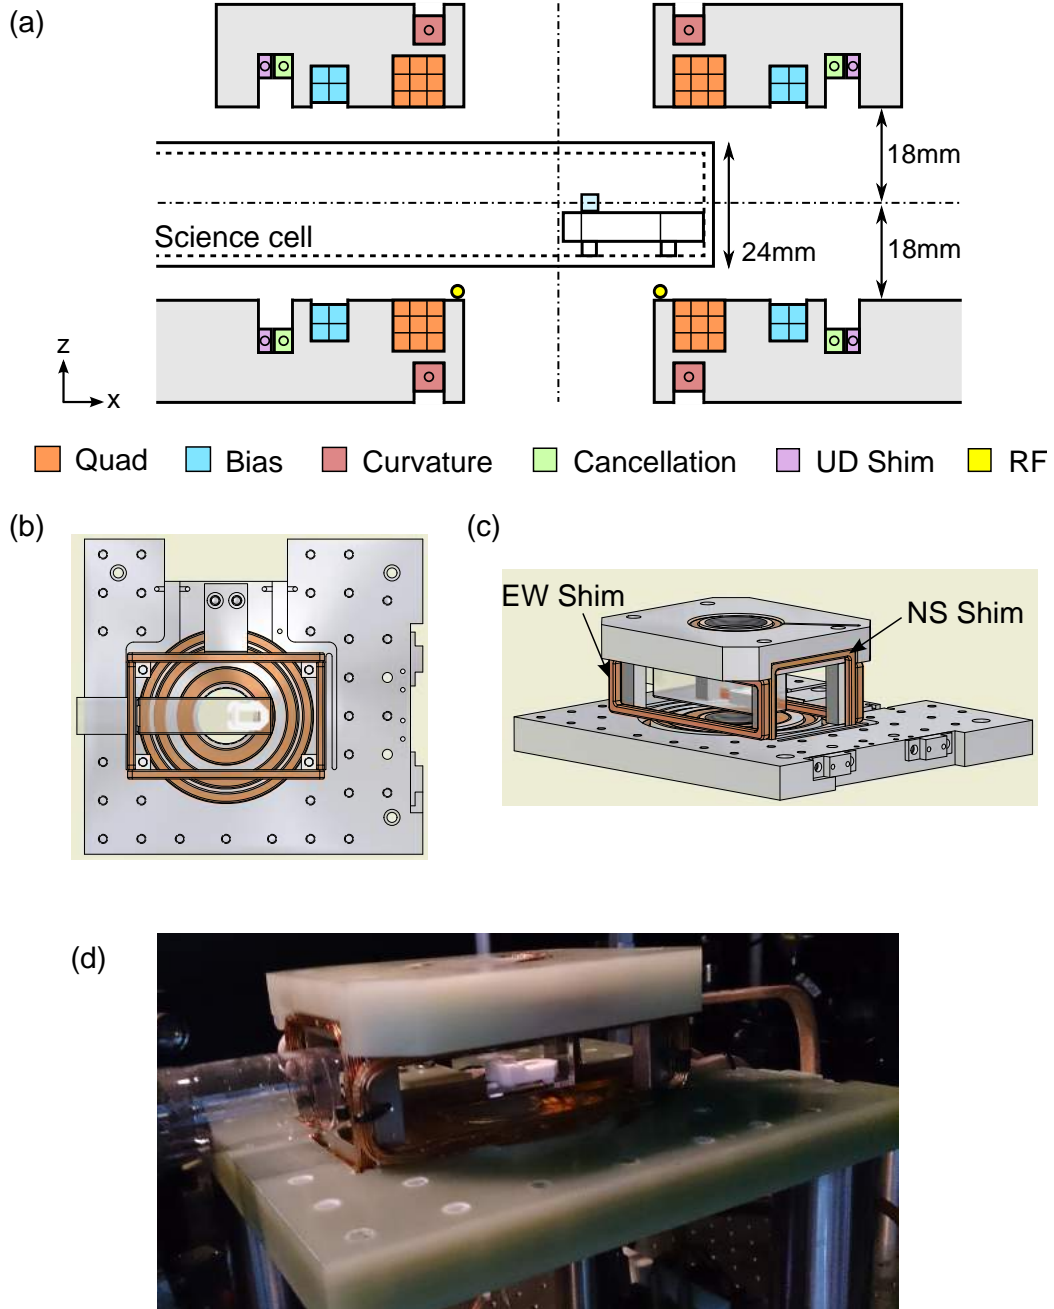 (a)
18mm
Science cell
24mm
18mm
z
x
Quad Bias Curvature Cancellation UD Shim RF
(b)
(c)
EW Shim
NS Shim
(d)